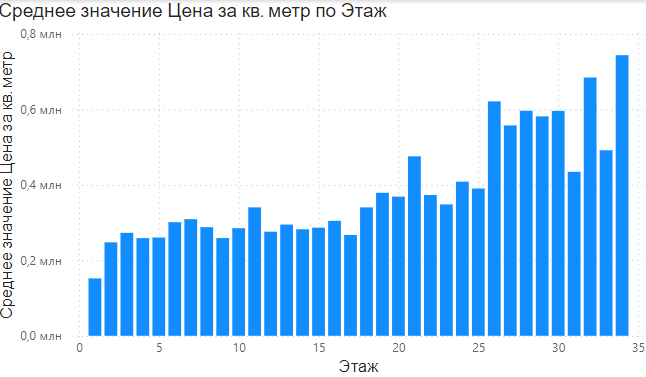 Среднее значение Цена за кв. метр по Этаж
Среднее значение Цена за кв. метр
0,8 млн
0,6 млн
0,4 млн
0,2 млн
0,0 млн
0 5 10 15 20 25 30 35
Этаж